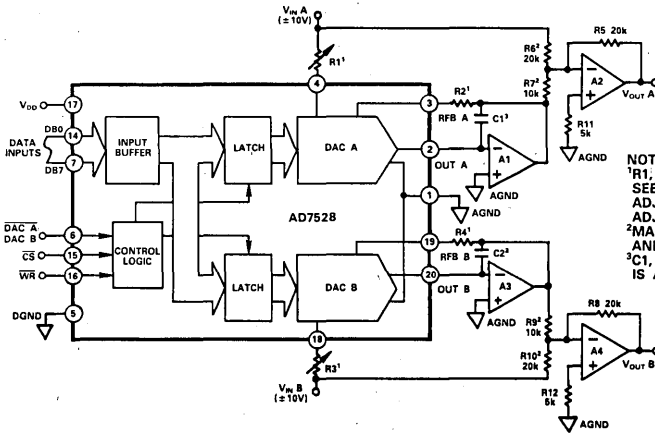 VIN A
(±10V)
R1¹
R5 20k
R6²
20k
R7²
10k
A2
VOUT A
R11
5k
AGND
VDD
17
4
3
R2¹
RFB A
C1³
DB0
14
DATA
INPUTS
7
DB7
INPUT
BUFFER
LATCH
DAC A
2
OUT A
A1
AGND
1
AGND
AD7528
DAC A
DAC B
6
CS
15
WR
16
CONTROL
LOGIC
LATCH
DAC B
19
R4¹
RFB B
C2³
20
OUT B
A3
AGND
DGND
5
18
R3¹
VIN B
(±10V)
R9²
10k
R10²
20k
R8 20k
A4
VOUT B
R12
5k
AGND
NOT
¹R1,
SEE
ADJ
ADJ
²MA
AN
³C1,
IS A